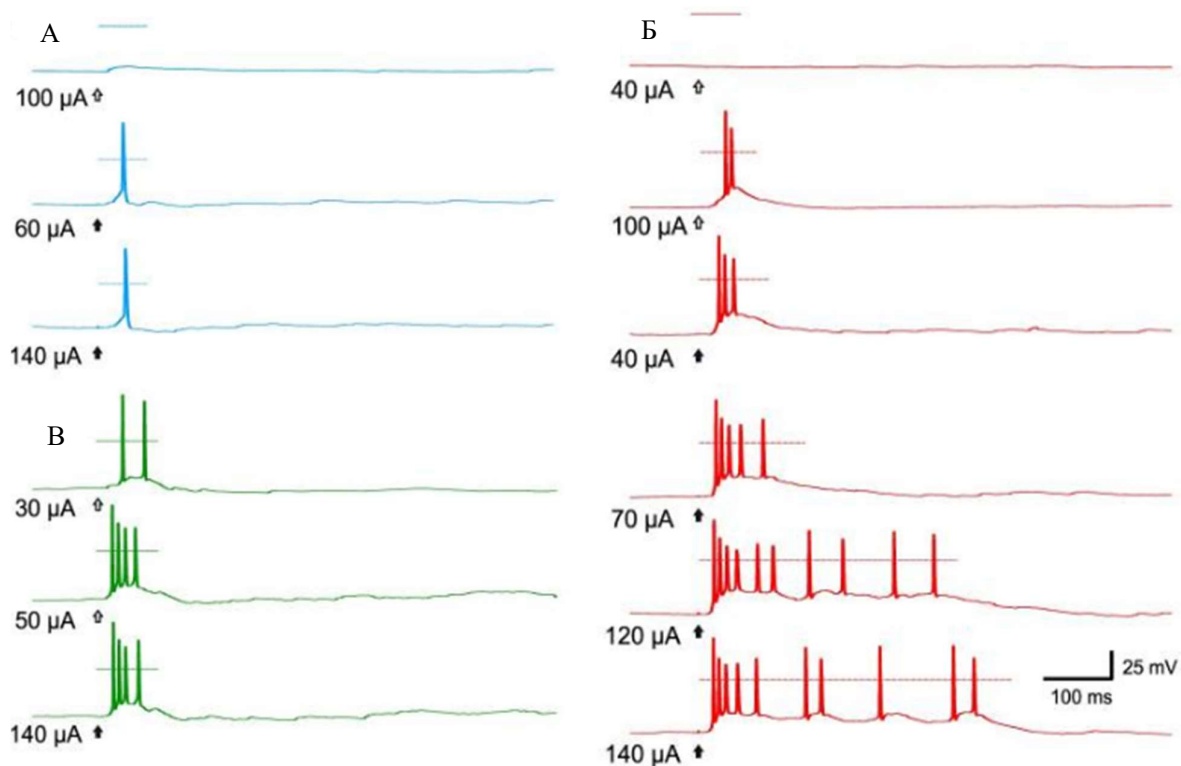 А
100 µA
60 µA
140 µA
В
30 µA
50 µA
140 µA
Б
40 µA
100 µA
40 µA
70 µA
120 µA
140 µA
25 mV
100 ms